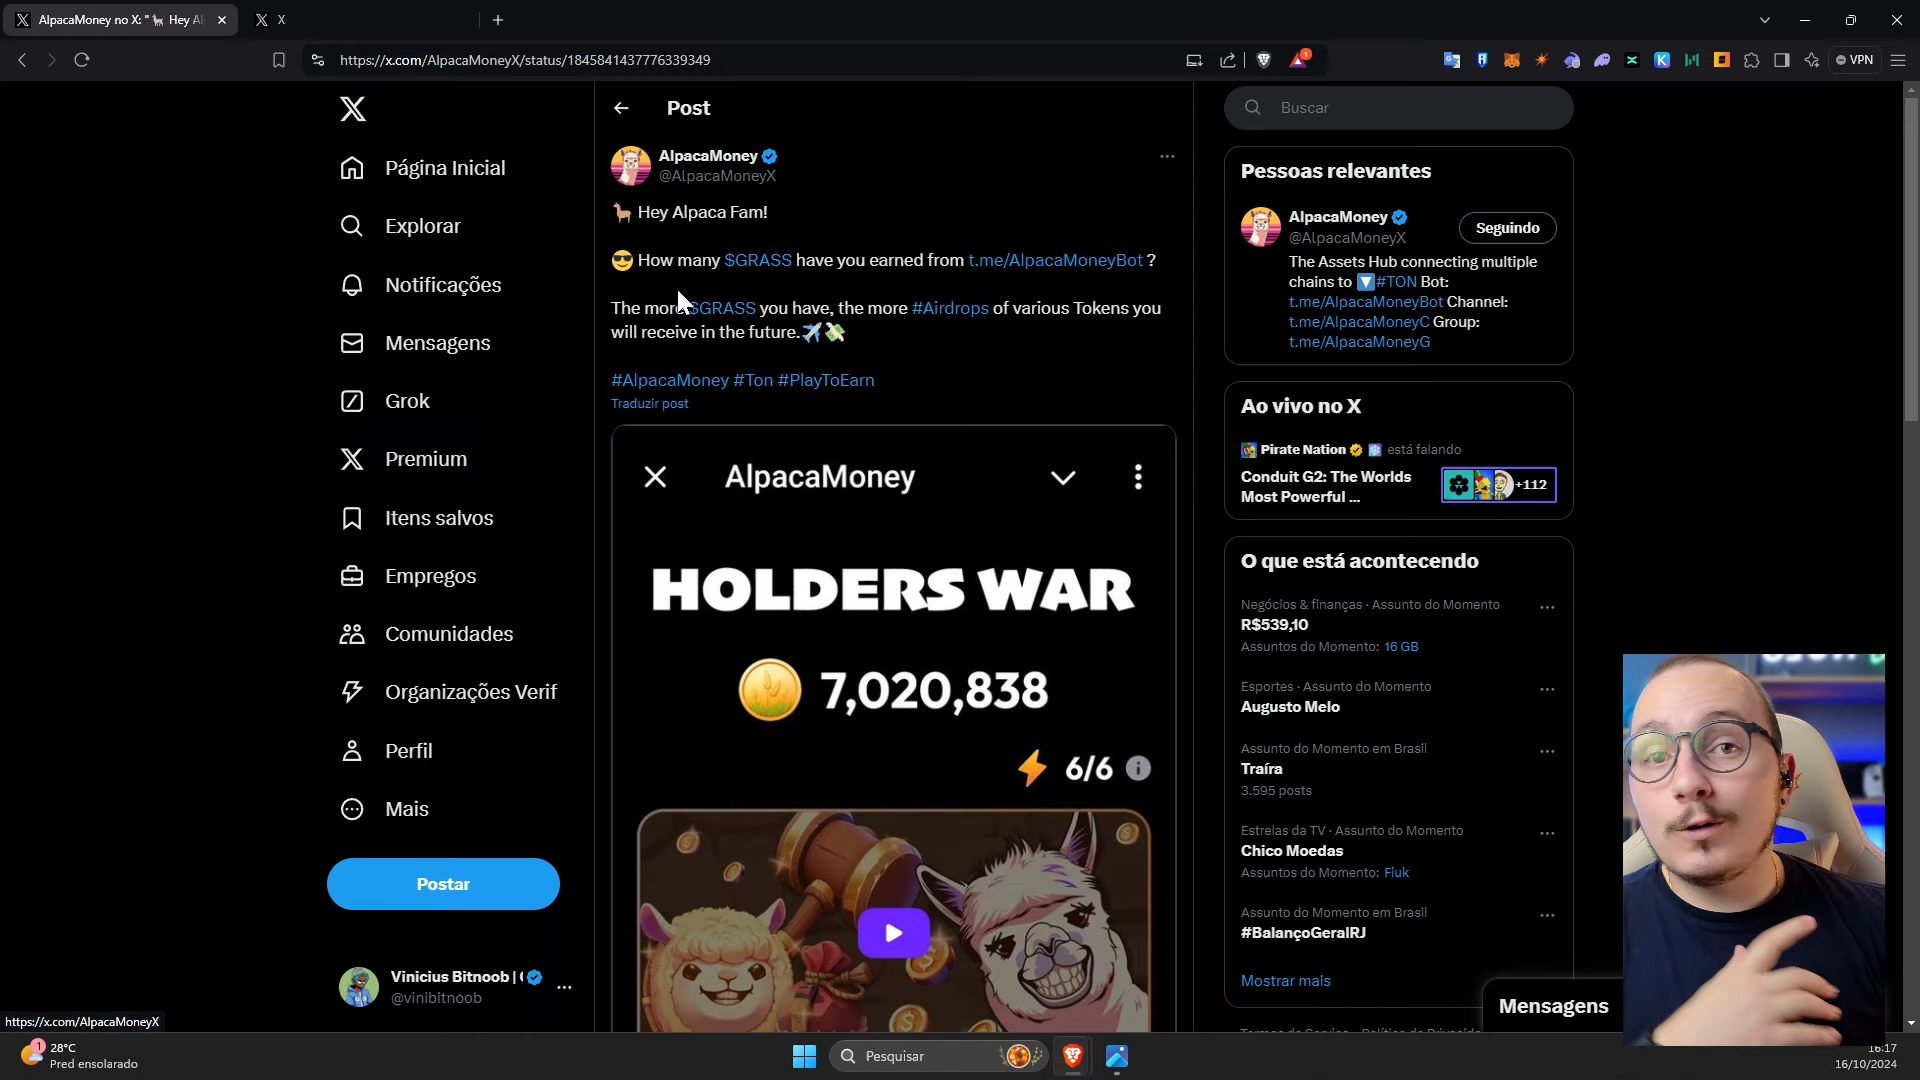 AlpacaMoney no X: "🦙 Hey Al
X
https://x.com/AlpacaMoneyX/status/1845841437776339349
1
VPN
Página Inicial
Explorar
Notificações
Mensagens
Grok
Premium
Itens salvos
Empregos
Comunidades
Organizações Verif
Perfil
Mais
Postar
Vinicius Bitnoob | (
@vinibitnoob
https://x.com/AlpacaMoneyX
Post
AlpacaMoney
@AlpacaMoneyX
🦙 Hey Alpaca Fam!
😎 How many $GRASS have you earned from t.me/AlpacaMoneyBot ?
The more $GRASS you have, the more #Airdrops of various Tokens you
will receive in the future.✈️💸
#AlpacaMoney #Ton #PlayToEarn
Traduzir post
AlpacaMoney
HOLDERS WAR
7,020,838
6/6
Buscar
Pessoas relevantes
AlpacaMoney
@AlpacaMoneyX
Seguindo
The Assets Hub connecting multiple
chains to 🔽#TON Bot:
t.me/AlpacaMoneyBot Channel:
t.me/AlpacaMoneyC Group:
t.me/AlpacaMoneyG
Ao vivo no X
Pirate Nation está falando
Conduit G2: The Worlds
Most Powerful ...
+112
O que está acontecendo
Negócios & finanças · Assunto do Momento
R$539,10
Assuntos do Momento: 16 GB
Esportes · Assunto do Momento
Augusto Melo
Assunto do Momento em Brasil
Traíra
3.595 posts
Estrelas da TV · Assunto do Momento
Chico Moedas
Assuntos do Momento: Fiuk
Assunto do Momento em Brasil
#BalançoGeralRJ
Mostrar mais
Mensagens
1
28°C
Pred ensolarado
Pesquisar
16:17
16/10/2024